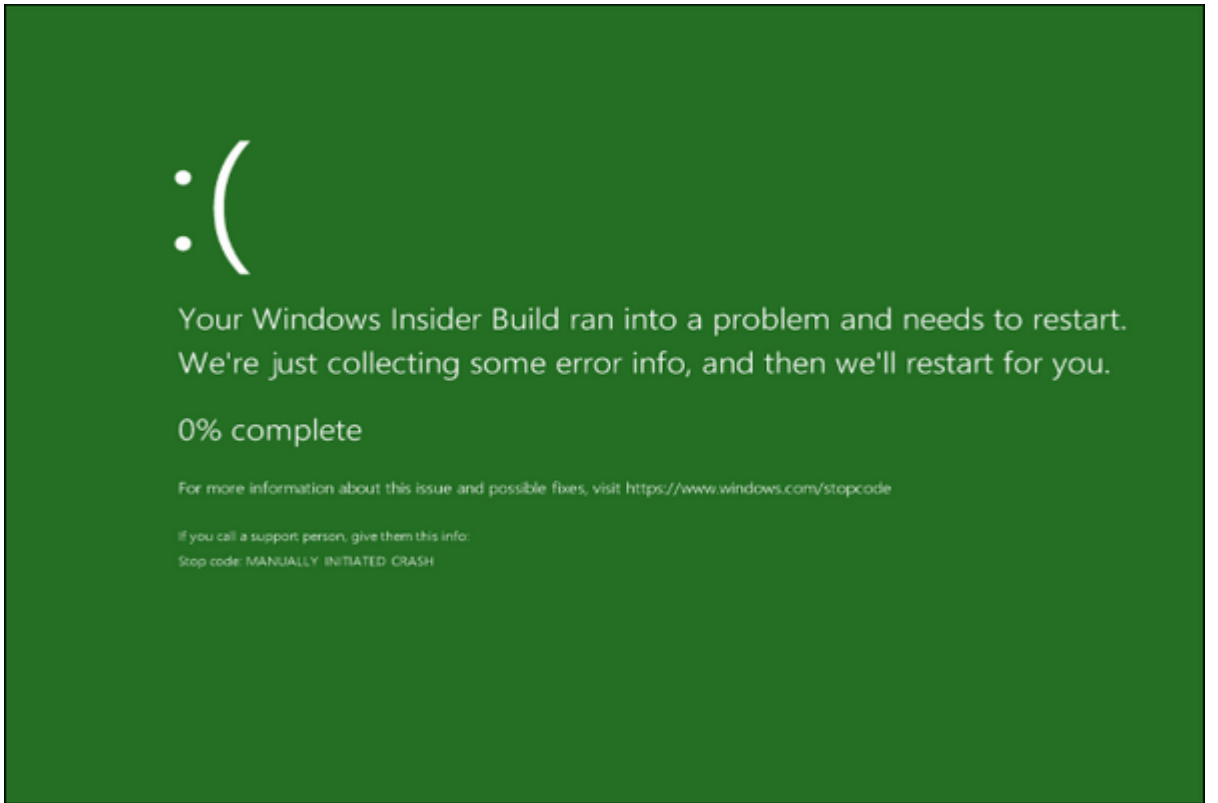 :(
Your Windows Insider Build ran into a problem and needs to restart.
We're just collecting some error info, and then we'll restart for you.
0% complete
For more information about this issue and possible fixes, visit https://www.windows.com/stopcode
If you call a support person, give them this info:
Stop code: MANUALLY INITIATED CRASH